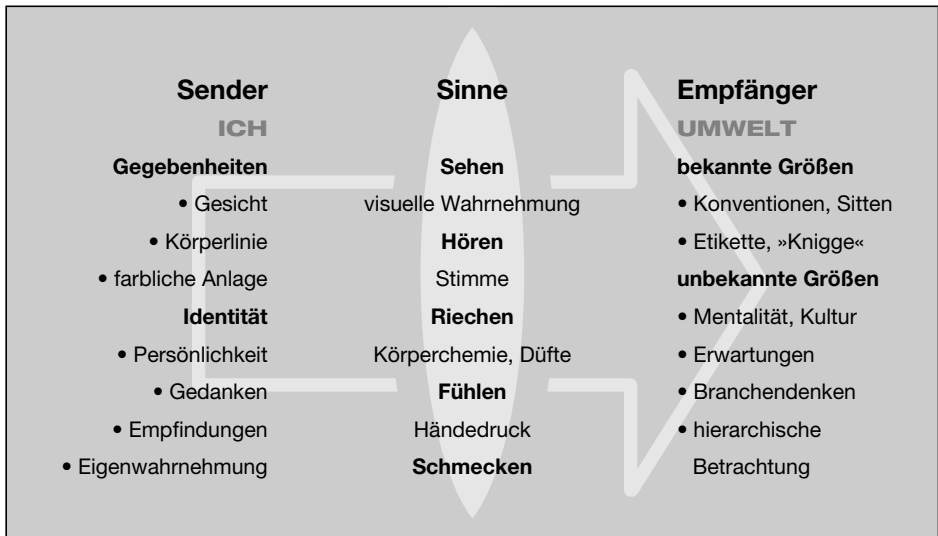 Sender
ICH
Gegebenheiten
• Gesicht
• Körperlinie
• farbliche Anlage
Identität
• Persönlichkeit
• Gedanken
• Empfindungen
• Eigenwahrnehmung
Sinne
Sehen
visuelle Wahrnehmung
Hören
Stimme
Riechen
Körperchemie, Düfte
Fühlen
Händedruck
Schmecken
Empfänger
UMWELT
bekannte Größen
• Konventionen, Sitten
• Etikette, »Knigge«
unbekannte Größen
• Mentalität, Kultur
• Erwartungen
• Branchendenken
• hierarchische
Betrachtung